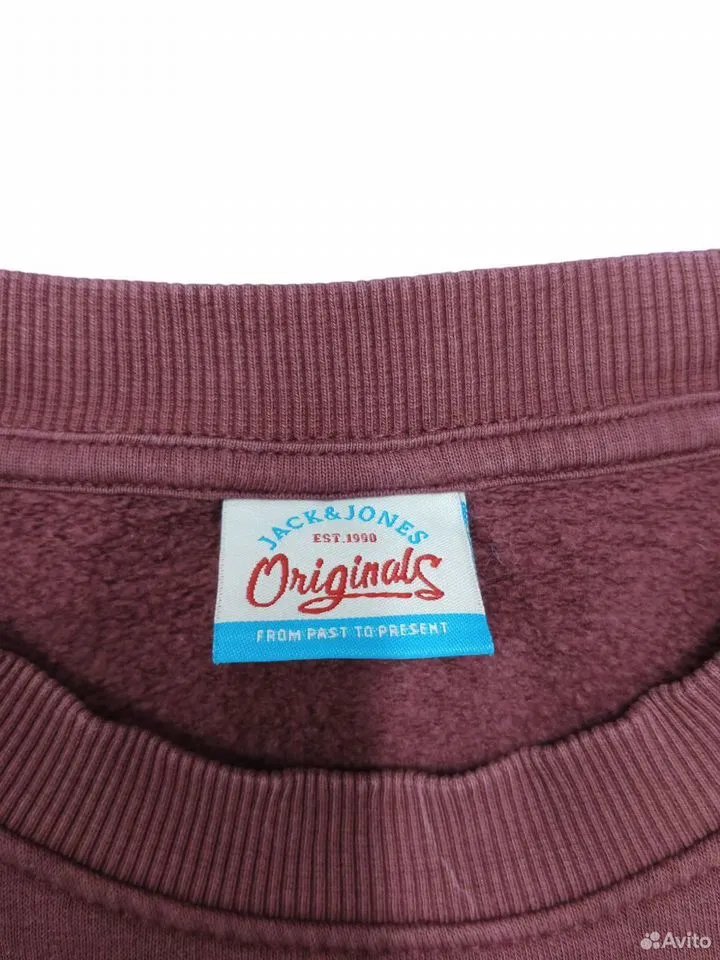 JACK&JONES
EST.1990
Originals
FROM PAST TO PRESENT
Avito